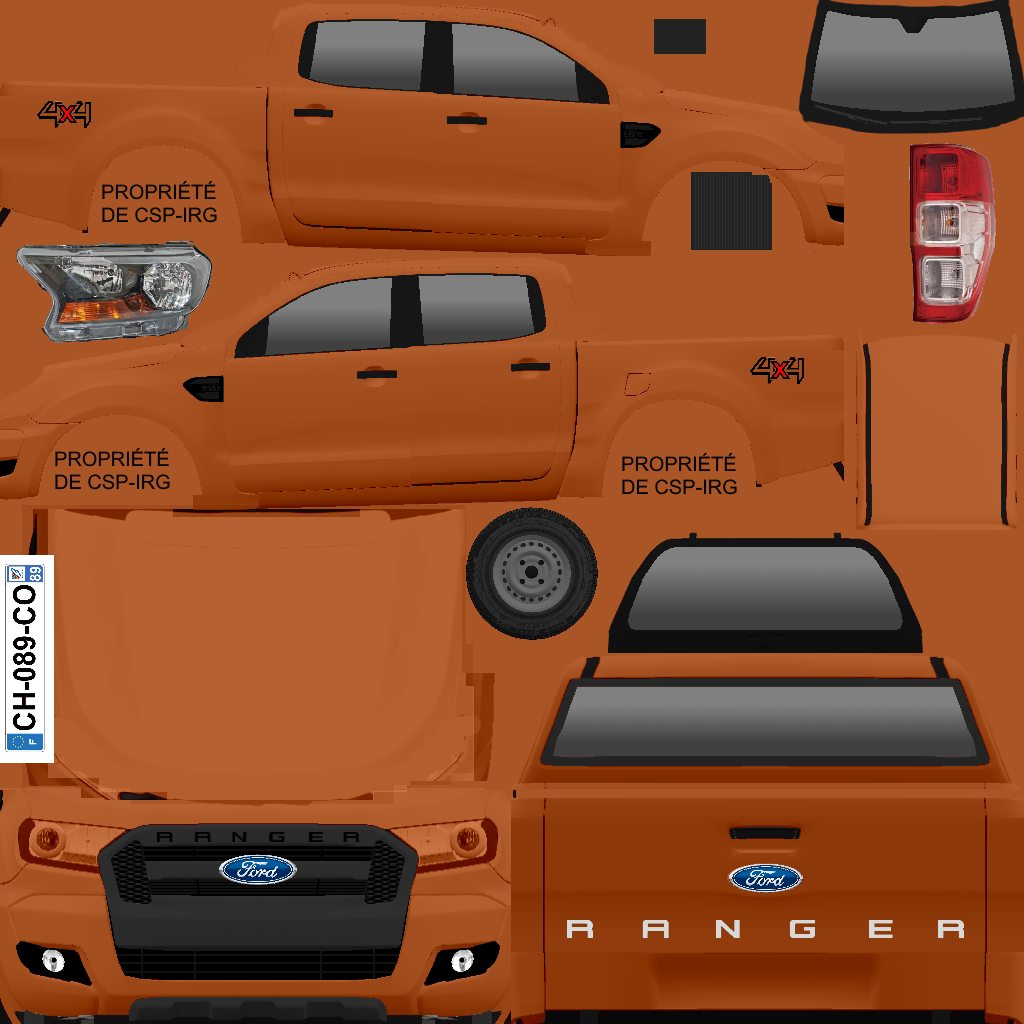 4x4
PROPRIÉTÉ
DE CSP-IRG
4x4
PROPRIÉTÉ
DE CSP-IRG
PROPRIÉTÉ
DE CSP-IRG
89
CH-089-CO
F
RANGER
Ford
Ford
RANGER